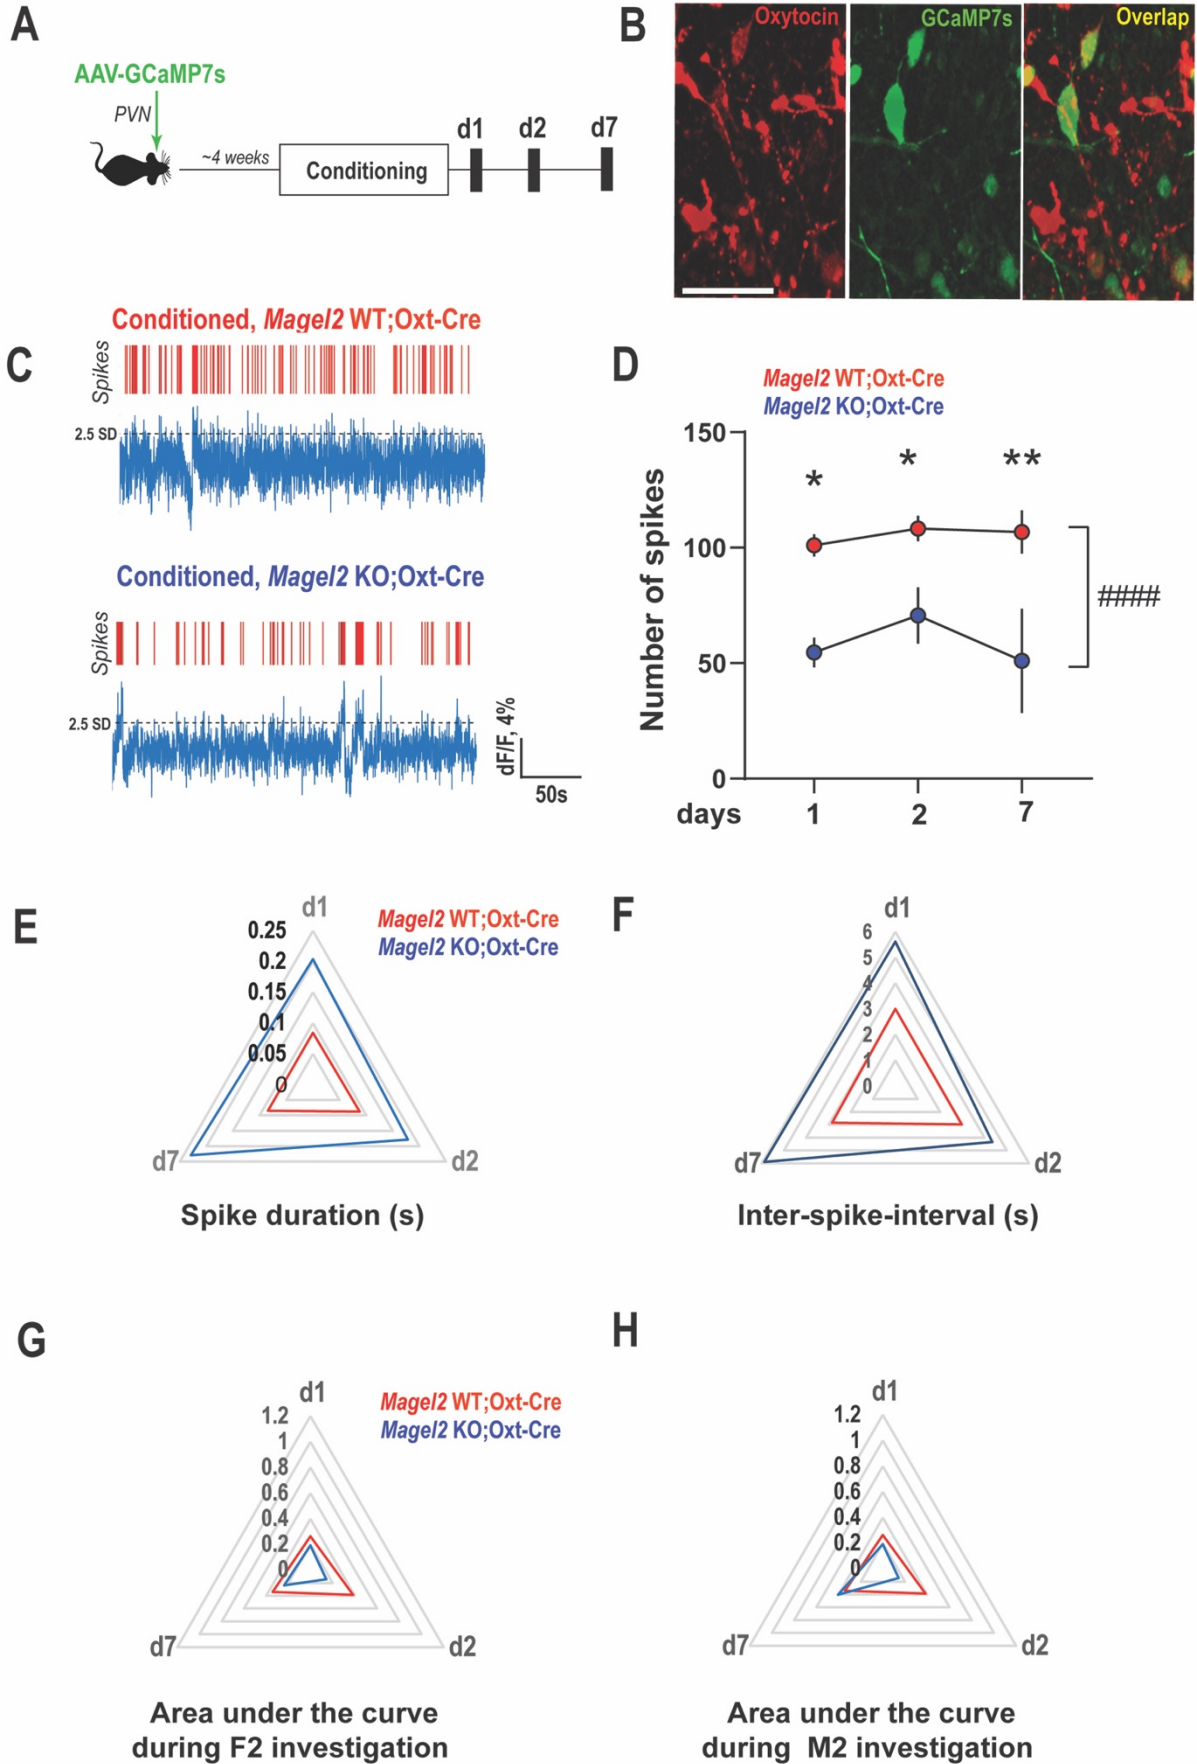 A
AAV-GCaMP7s
PVN
~4 weeks
Conditioning
d1
d2
d7
B
Oxytocin
GCaMP7s
Overlap
C
Conditioned, Magel2 WT;Oxt-Cre
Spikes
2.5 SD
Conditioned, Magel2 KO;Oxt-Cre
Spikes
2.5 SD
dF/F, 4%
50s
D
Magel2 WT;Oxt-Cre
Magel2 KO;Oxt-Cre
Number of spikes
150
100
50
0
* * **
####
days 1 2 7
E
Magel2 WT;Oxt-Cre
Magel2 KO;Oxt-Cre
d1
0.25
0.2
0.15
0.1
0.05
0
d7
d2
Spike duration (s)
F
d1
6
5
4
3
2
1
0
d7
d2
Inter-spike-interval (s)
G
Magel2 WT;Oxt-Cre
Magel2 KO;Oxt-Cre
d1
1.2
1
0.8
0.6
0.4
0.2
0
d7
d2
Area under the curve
during F2 investigation
H
d1
1.2
1
0.8
0.6
0.4
0.2
0
d7
d2
Area under the curve
during M2 investigation